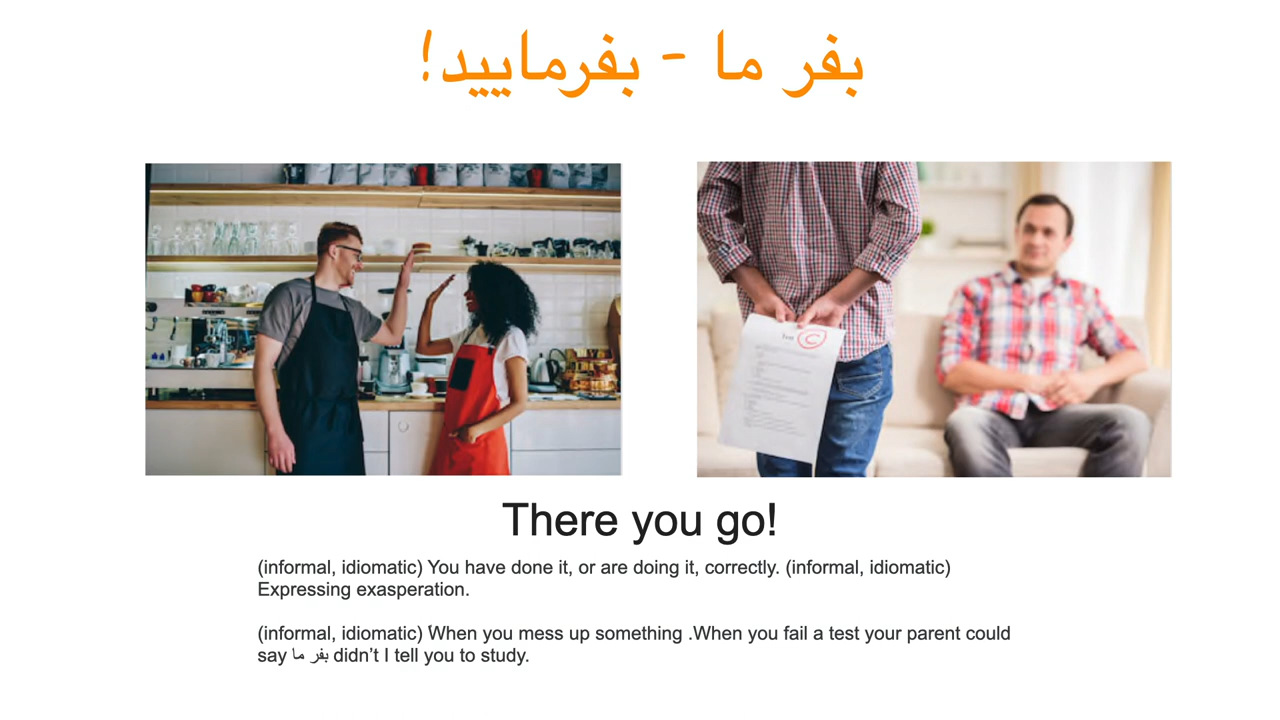 بفر ما - بفرمایید!
Test C
There you go!
(informal, idiomatic) You have done it, or are doing it, correctly. (informal, idiomatic)
Expressing exasperation.
(informal, idiomatic) When you mess up something .When you fail a test your parent could
say بفر ما didn’t I tell you to study.